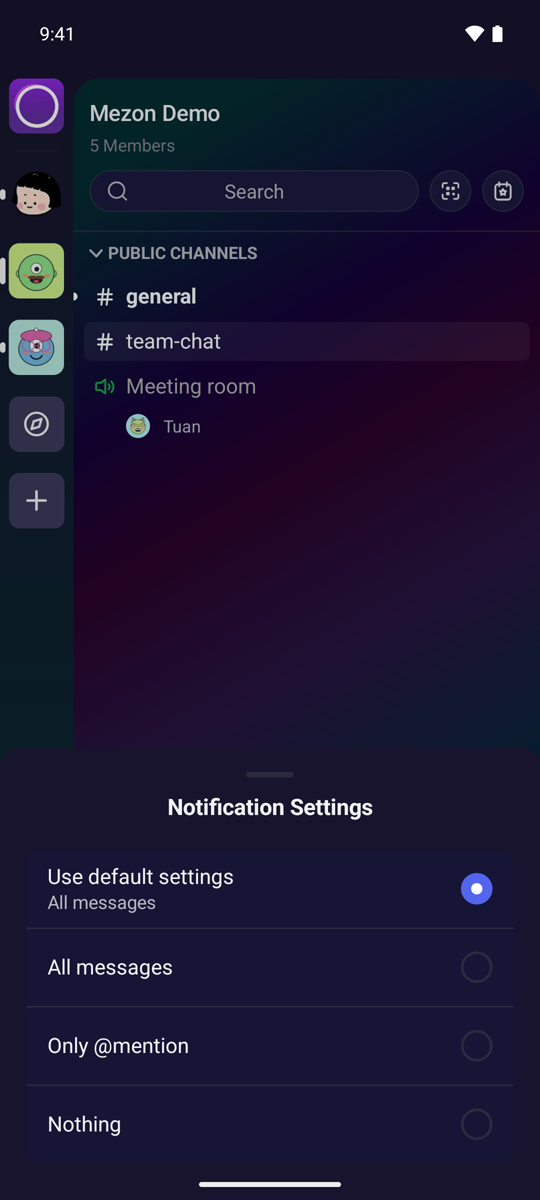 9:41
Mezon Demo
5 Members
Search
PUBLIC CHANNELS
# general
# team-chat
Meeting room
Tuan
Notification Settings
Use default settings
All messages
All messages
Only @mention
Nothing